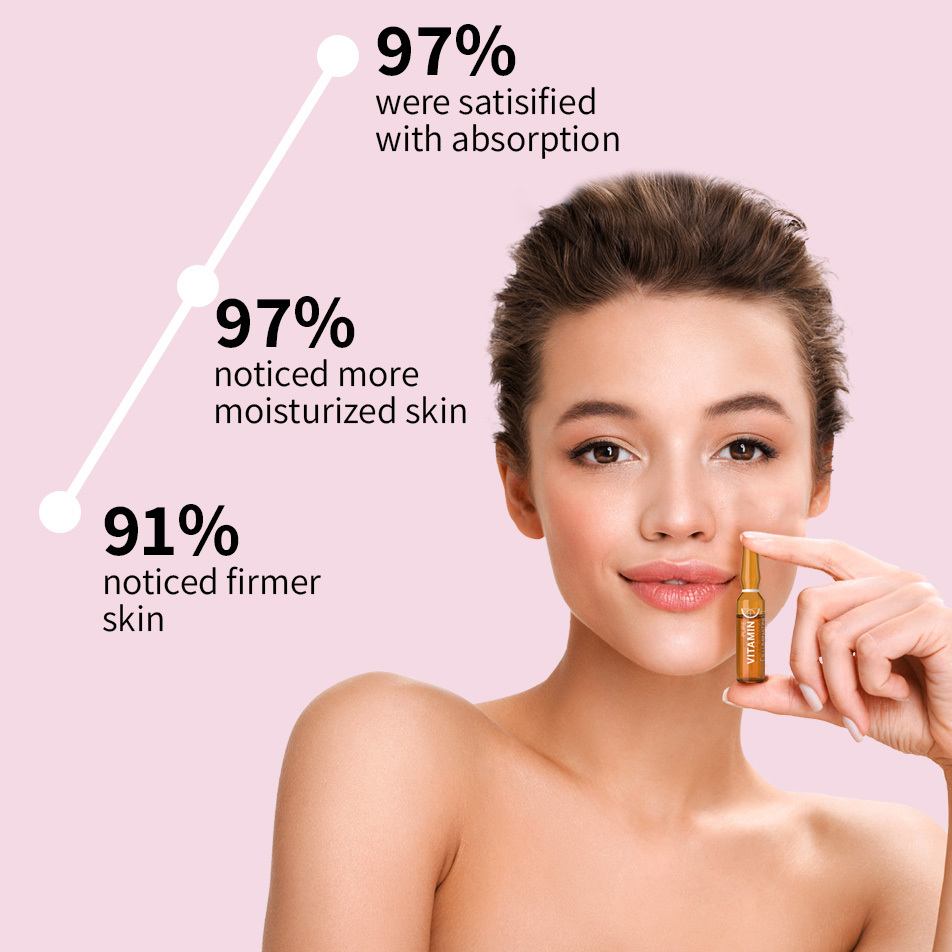 97%
were satisified
with absorption
97%
noticed more
moisturized skin
91%
noticed firmer
skin
VITAMIN C